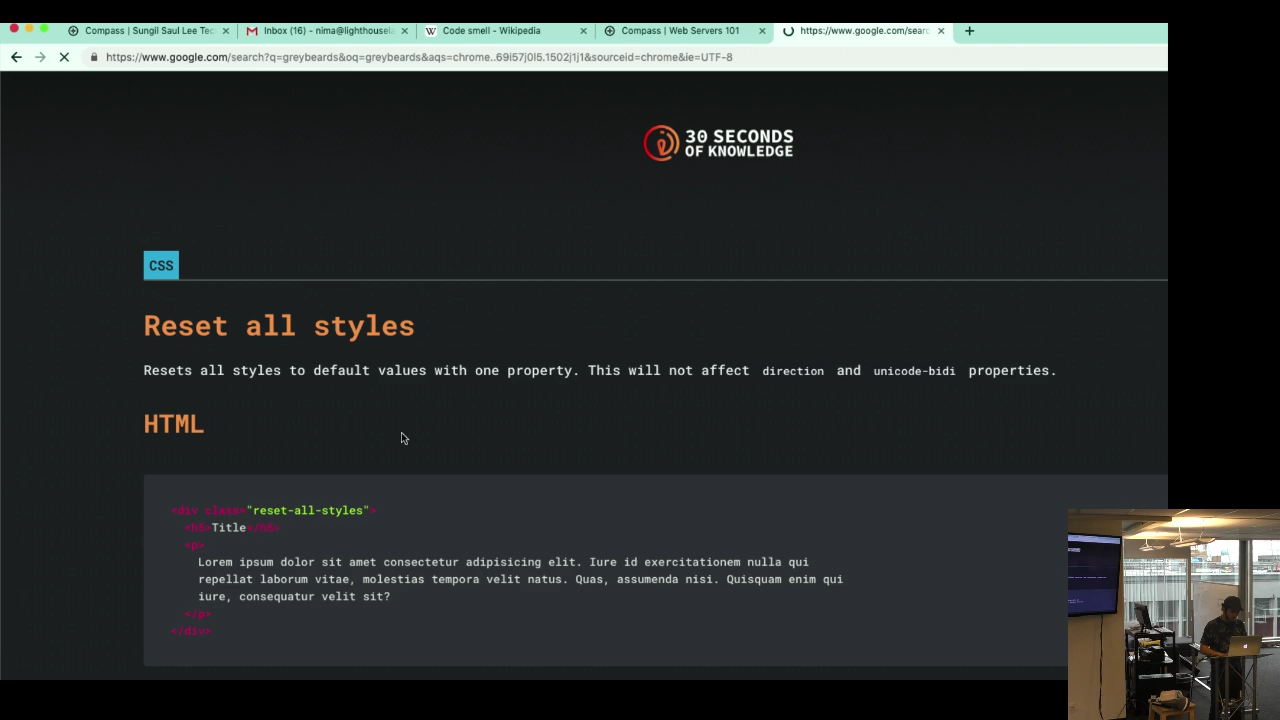 Compass | Sungil Saul Lee Tec
Inbox (16) - nima@lighthousela
Code smell - Wikipedia
Compass | Web Servers 101
https://www.google.com/searc
https://www.google.com/search?q=greybeards&oq=greybeards&aqs=chrome..69i57j0l5.1502j1j1&sourceid=chrome&ie=UTF-8
30 SECONDS
OF KNOWLEDGE
CSS
Reset all styles
Resets all styles to default values with one property. This will not affect direction and unicode-bidi properties.
HTML
<div class="reset-all-styles">
<h5>Title</h5>
<p>
Lorem ipsum dolor sit amet consectetur adipisicing elit. Iure id exercitationem nulla qui
repellat laborum vitae, molestias tempora velit natus. Quas, assumenda nisi. Quisquam enim qui
iure, consequatur velit sit?
</p>
</div>